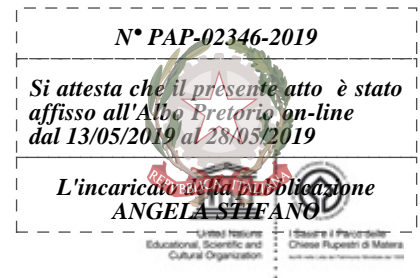 N° PAP-02346-2019
Si attesta che il presente atto è stato
affisso all'Albo Pretorio on-line
dal 13/05/2019 al 28/05/2019
L'incaricato della pubblicazione
ANGELA STIFANO
REPVBBLICA ITALIANA
United Nations
Educational, Scientific and
Cultural Organization
I Sassi e il Parco delle
Chiese Rupestri di Matera